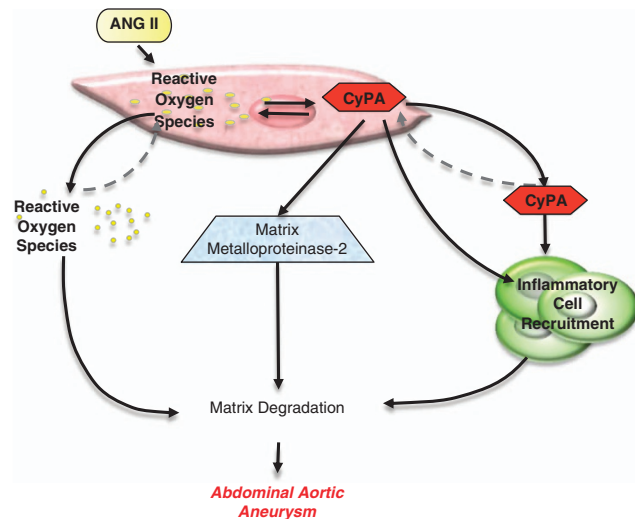 ANG II
Reactive
Oxygen
Species
CyPA
CyPA
Reactive
Oxygen
Species
Matrix
Metalloproteinase-2
Inflammatory
Cell
Recruitment
Matrix Degradation
Abdominal Aortic
Aneurysm